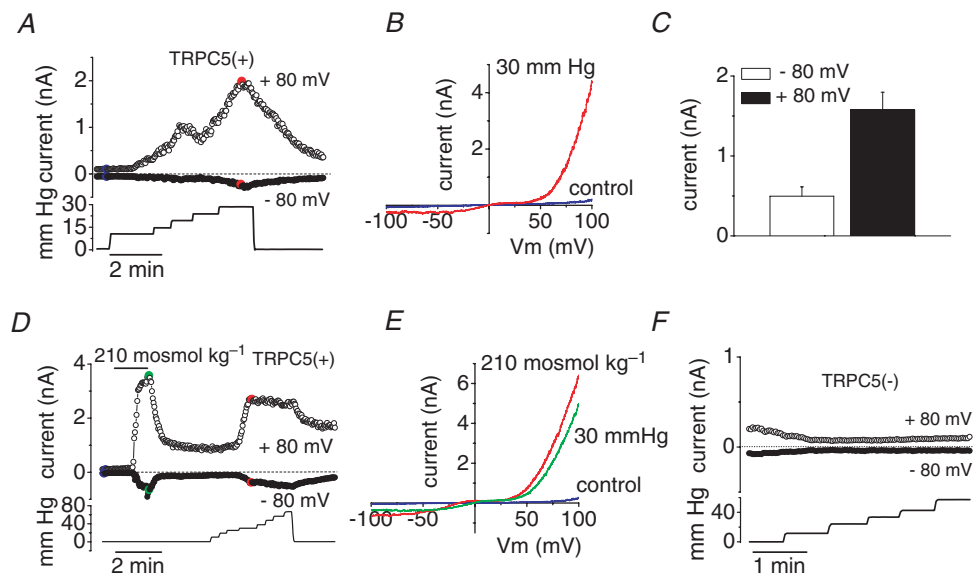 A
TRPC5(+)
+ 80 mV
- 80 mV
current (nA)
2
1
0
mm Hg
30
15
0
2 min
B
30 mm Hg
control
current (nA)
4
2
0
-100
-50
50
100
Vm (mV)
C
- 80 mV
+ 80 mV
current (nA)
2
1
0
D
210 mosmol kg−1
TRPC5(+)
+ 80 mV
- 80 mV
current (nA)
4
2
0
mm Hg
80
40
0
2 min
E
210 mosmol kg−1
30 mmHg
control
current (nA)
6
4
2
-100
-50
0
50
100
Vm (mV)
F
TRPC5(-)
+ 80 mV
- 80 mV
current (nA)
1
0
mm Hg
40
0
1 min